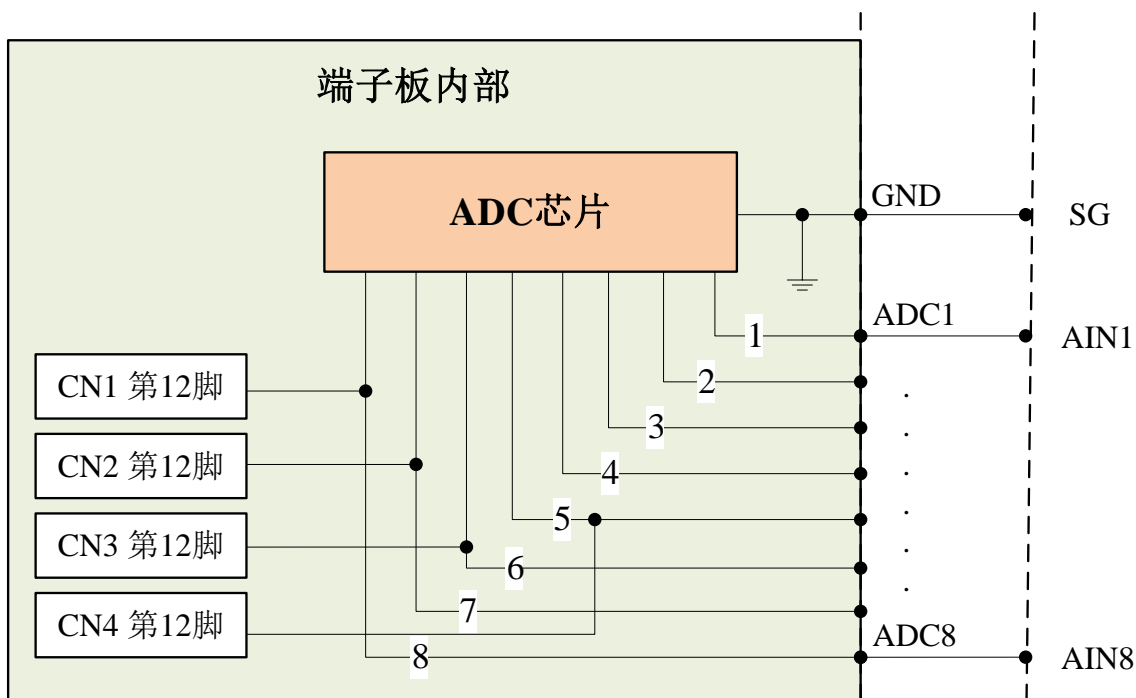 端子板内部
ADC芯片
GND
SG
ADC1
AIN1
1
2
3
4
5
6
7
8
CN1 第12脚
CN2 第12脚
CN3 第12脚
CN4 第12脚
ADC8
AIN8